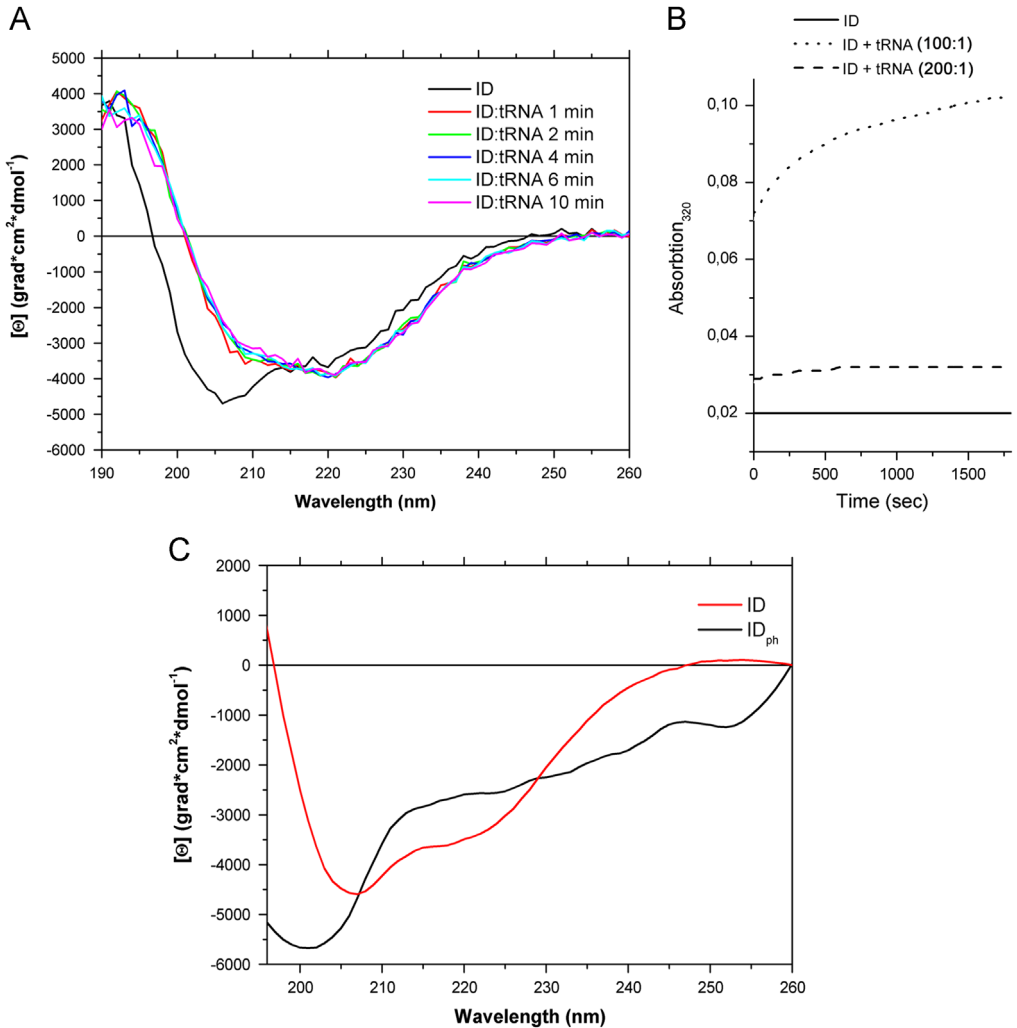 A
5000
4000
3000
2000
1000
0
-1000
-2000
-3000
-4000
-5000
-6000
[Θ] (grad*cm²*dmol⁻¹)
190
200
210
220
230
240
250
260
Wavelength (nm)
ID
ID:tRNA 1 min
ID:tRNA 2 min
ID:tRNA 4 min
ID:tRNA 6 min
ID:tRNA 10 min
B
ID
ID + tRNA (100:1)
ID + tRNA (200:1)
0,10
0,08
0,06
0,04
0,02
Absorbtion₃₂₀
0
500
1000
1500
Time (sec)
C
2000
1000
0
-1000
-2000
-3000
-4000
-5000
-6000
[Θ] (grad*cm²*dmol⁻¹)
ID
IDph
200
210
220
230
240
250
260
Wavelength (nm)